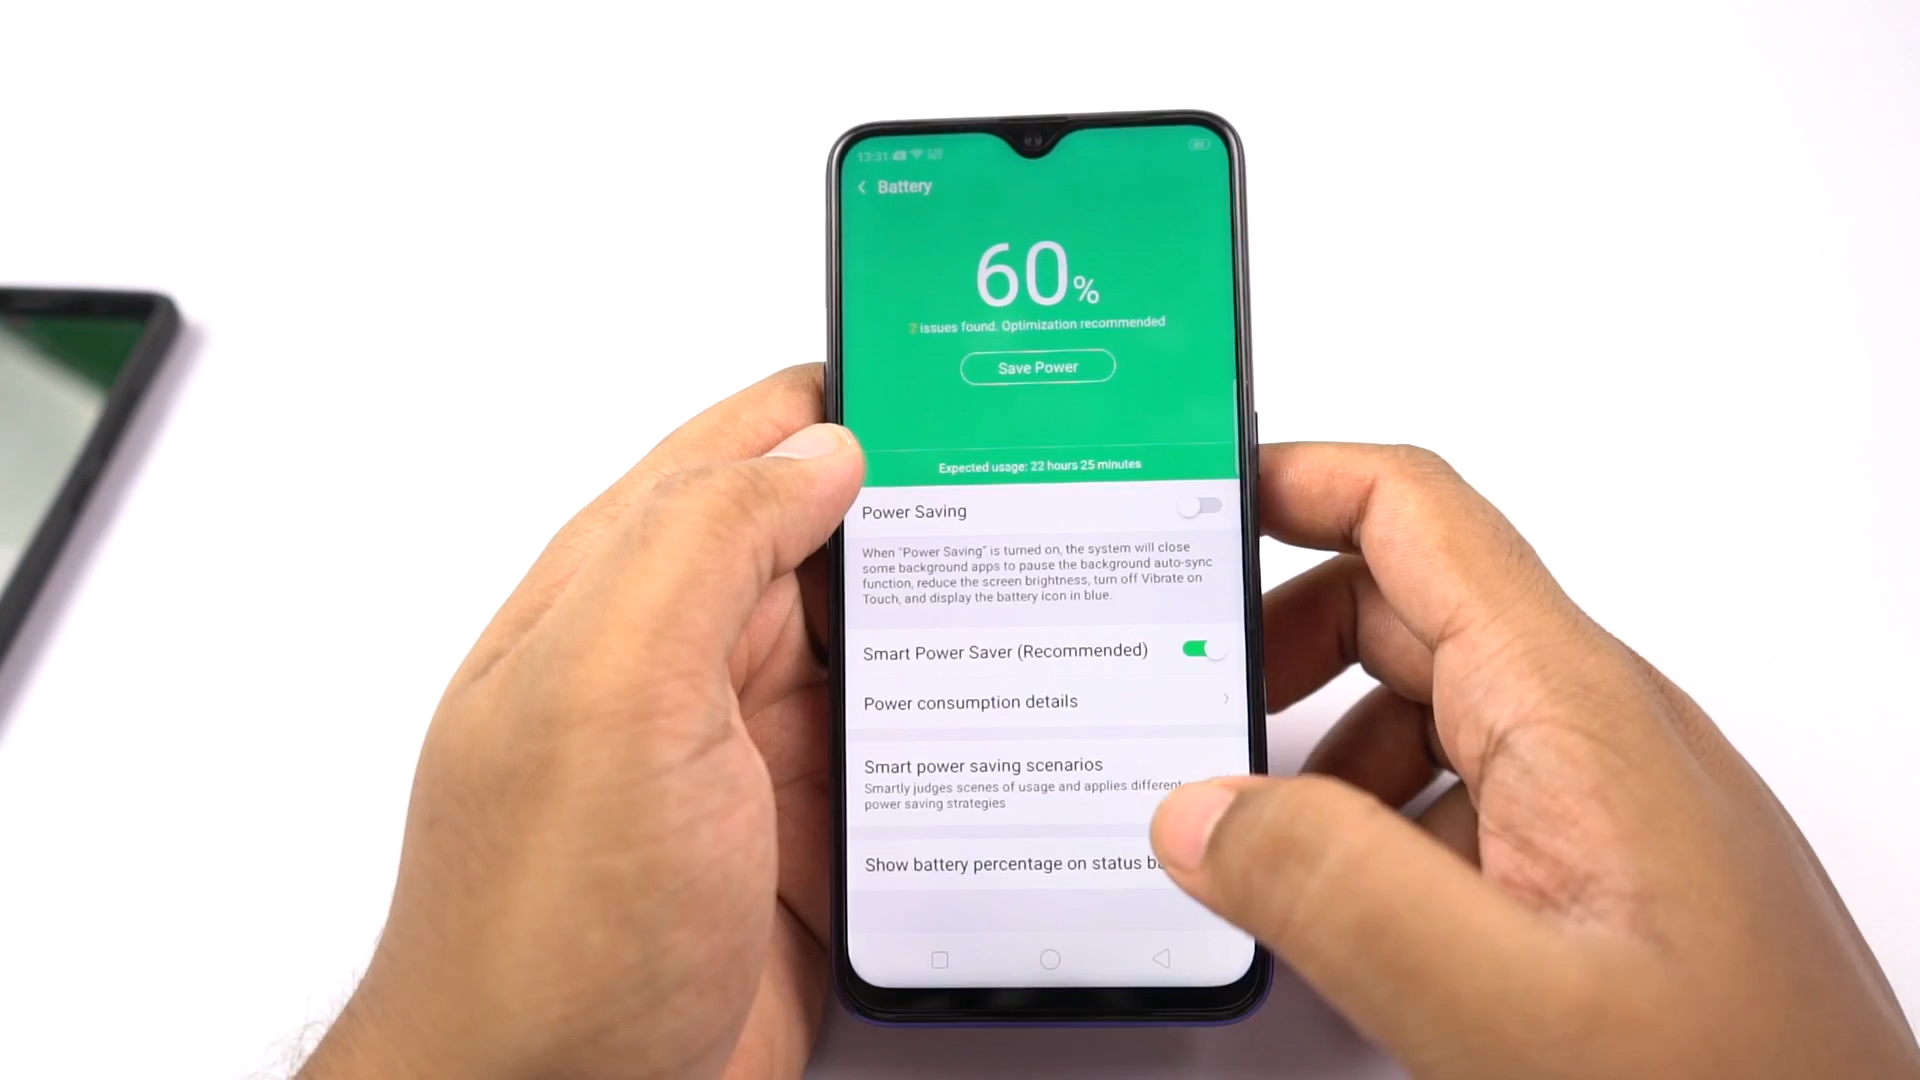 13:31
Battery
60%
2 issues found. Optimization recommended
Save Power
Expected usage: 22 hours 25 minutes
Power Saving
When "Power Saving" is turned on, the system will close
some background apps to pause the background auto-sync
function, reduce the screen brightness, turn off Vibrate on
Touch, and display the battery icon in blue.
Smart Power Saver (Recommended)
Power consumption details
Smart power saving scenarios
Smartly judges scenes of usage and applies different
power saving strategies
Show battery percentage on status